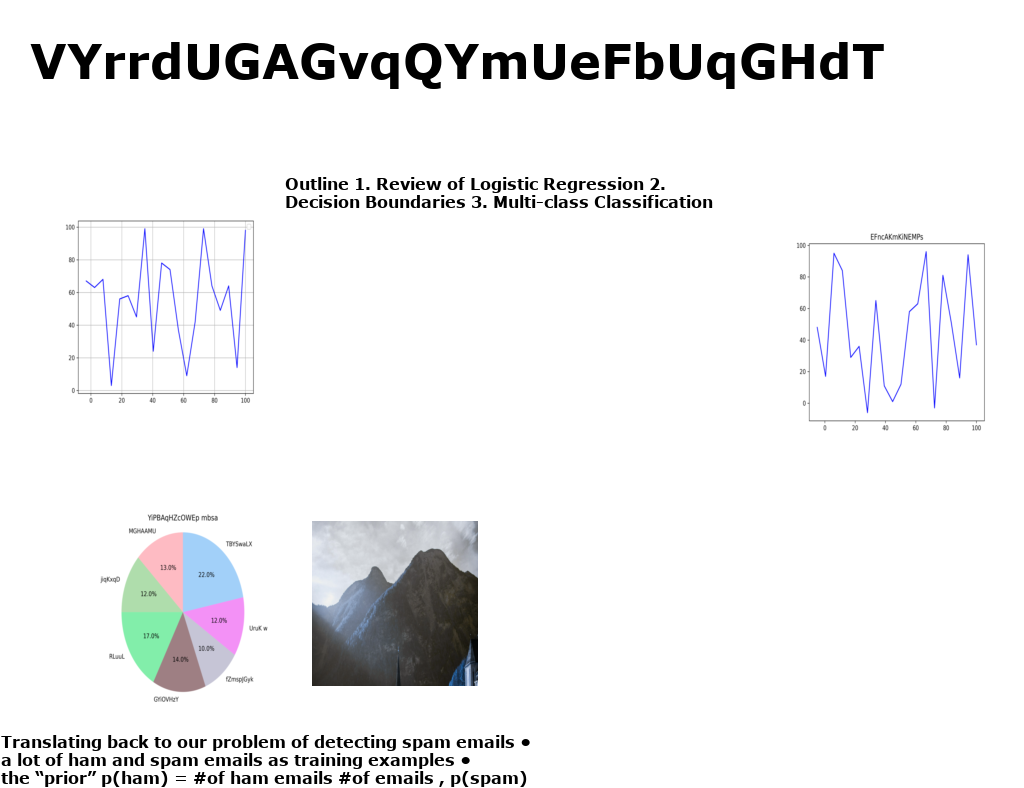 VYrrdUGAGvqQYmUeFbUqGHdT
Outline 1. Review of Logistic Regression 2.
Decision Boundaries 3. Multi-class Classification
100
80
60
40
20
0
0 20 40 60 80 100
EFncAKmKiNEMPs
100
80
60
40
20
0
0 20 40 60 80 100
YiPBAqHZcOWEp mbsa
MGHAAMU
TBYSwaLX
13.0%
22.0%
jiqKxqD
12.0%
12.0%
UruK w
17.0%
10.0%
RLuuL
14.0%
fZmspJGyk
GYiOVHzY
Translating back to our problem of detecting spam emails •
a lot of ham and spam emails as training examples •
the “prior” p(ham) = #of ham emails #of emails , p(spam)